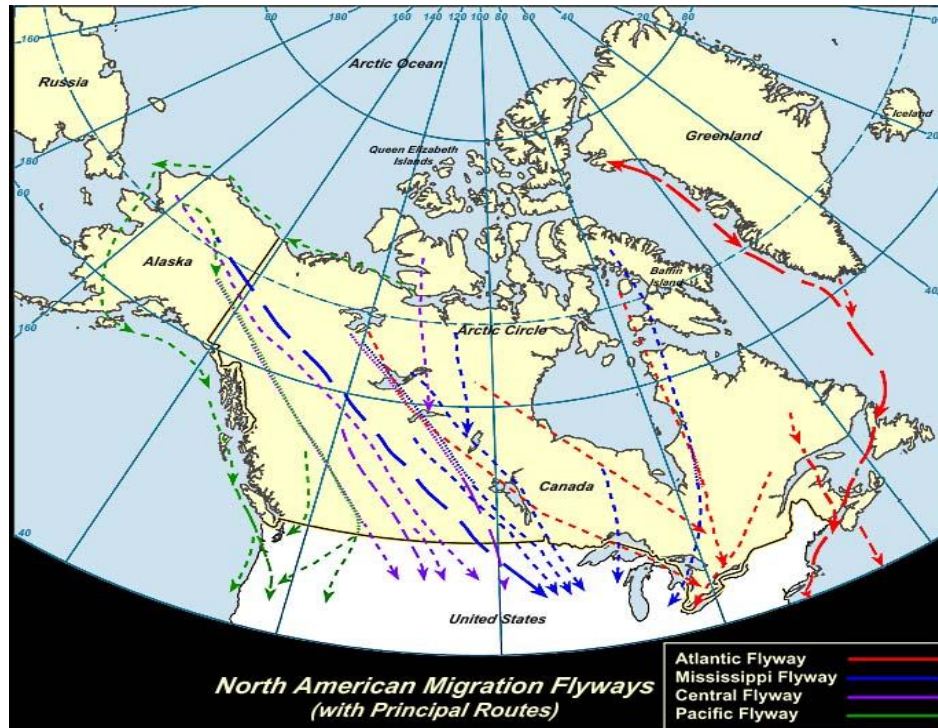 80
160
140
120
100
80
60
40
20
80
0
160
Russia
Arctic Ocean
Iceland
Greenland
20
Queen Elizabeth
Islands
180
60
Alaska
Baffin
Island
40
160
Arctic Circle
Canada
40
United States
North American Migration Flyways
(with Principal Routes)
Atlantic Flyway
Mississippi Flyway
Central Flyway
Pacific Flyway